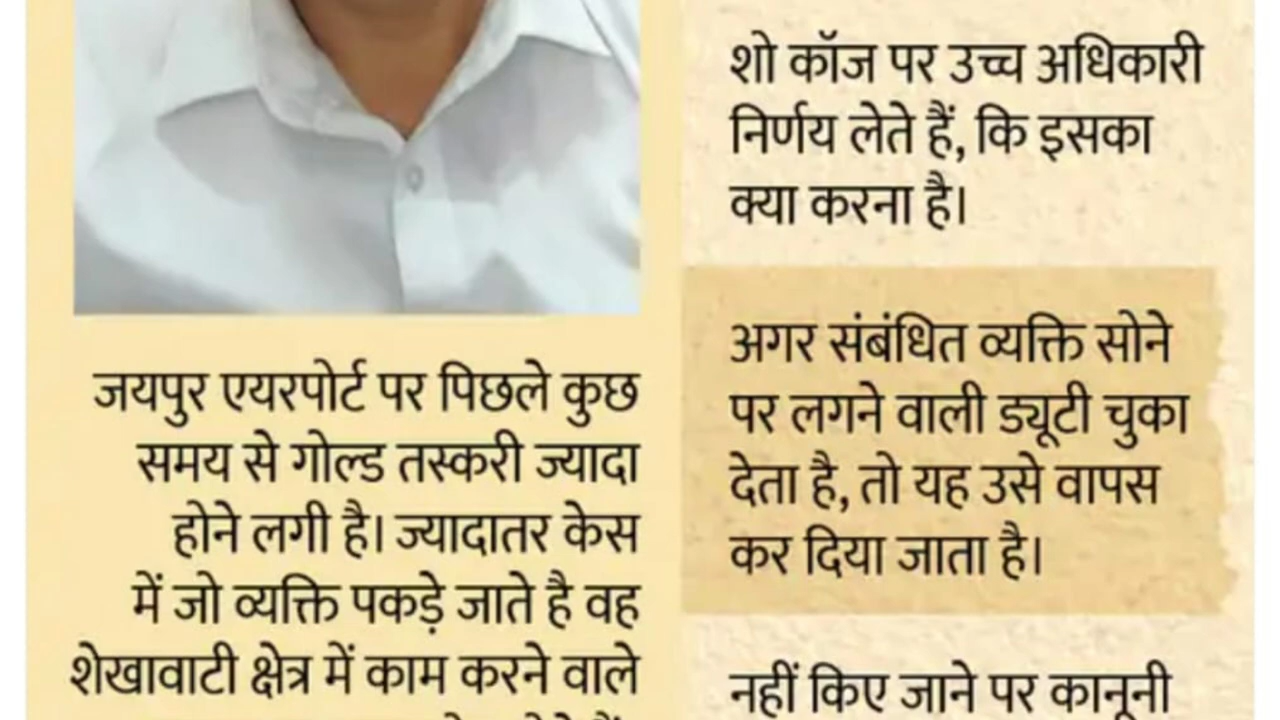 जयपुर एयरपोर्ट पर पिछले कुछ
समय से गोल्ड तस्करी ज्यादा
होने लगी है। ज्यादातर केस
में जो व्यक्ति पकड़े जाते है वह
शेखावाटी क्षेत्र में काम करने वाले
शो कॉज पर उच्च अधिकारी
निर्णय लेते हैं, कि इसका
क्या करना है।
अगर संबंधित व्यक्ति सोने
पर लगने वाली ड्यूटी चुका
देता है, तो यह उसे वापस
कर दिया जाता है।
नहीं किए जाने पर कानूनी